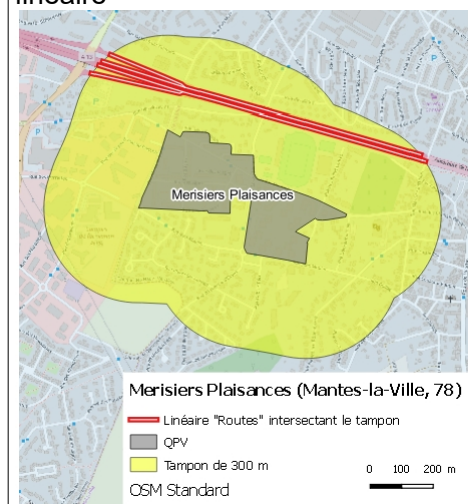 linéaire
Merisiers Plaisances
Merisiers Plaisances (Mantes-la-Ville, 78)
Linéaire "Routes" intersectant le tampon
QPV
Tampon de 300 m
OSM Standard
0 100 200 m